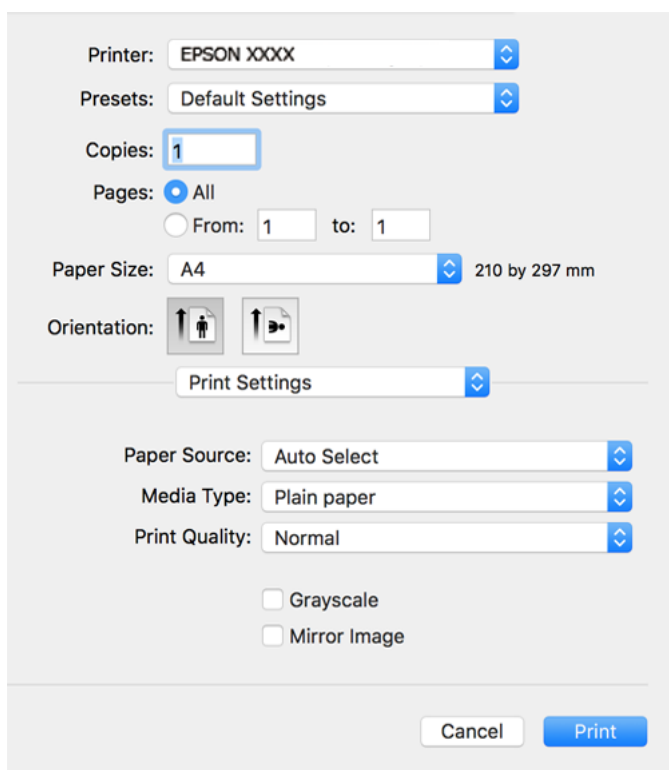 Printer: EPSON XXXX
Presets: Default Settings
Copies: 1
Pages: All
From: 1 to: 1
Paper Size: A4 210 by 297 mm
Orientation:
Print Settings
Paper Source: Auto Select
Media Type: Plain paper
Print Quality: Normal
Grayscale
Mirror Image
Cancel Print